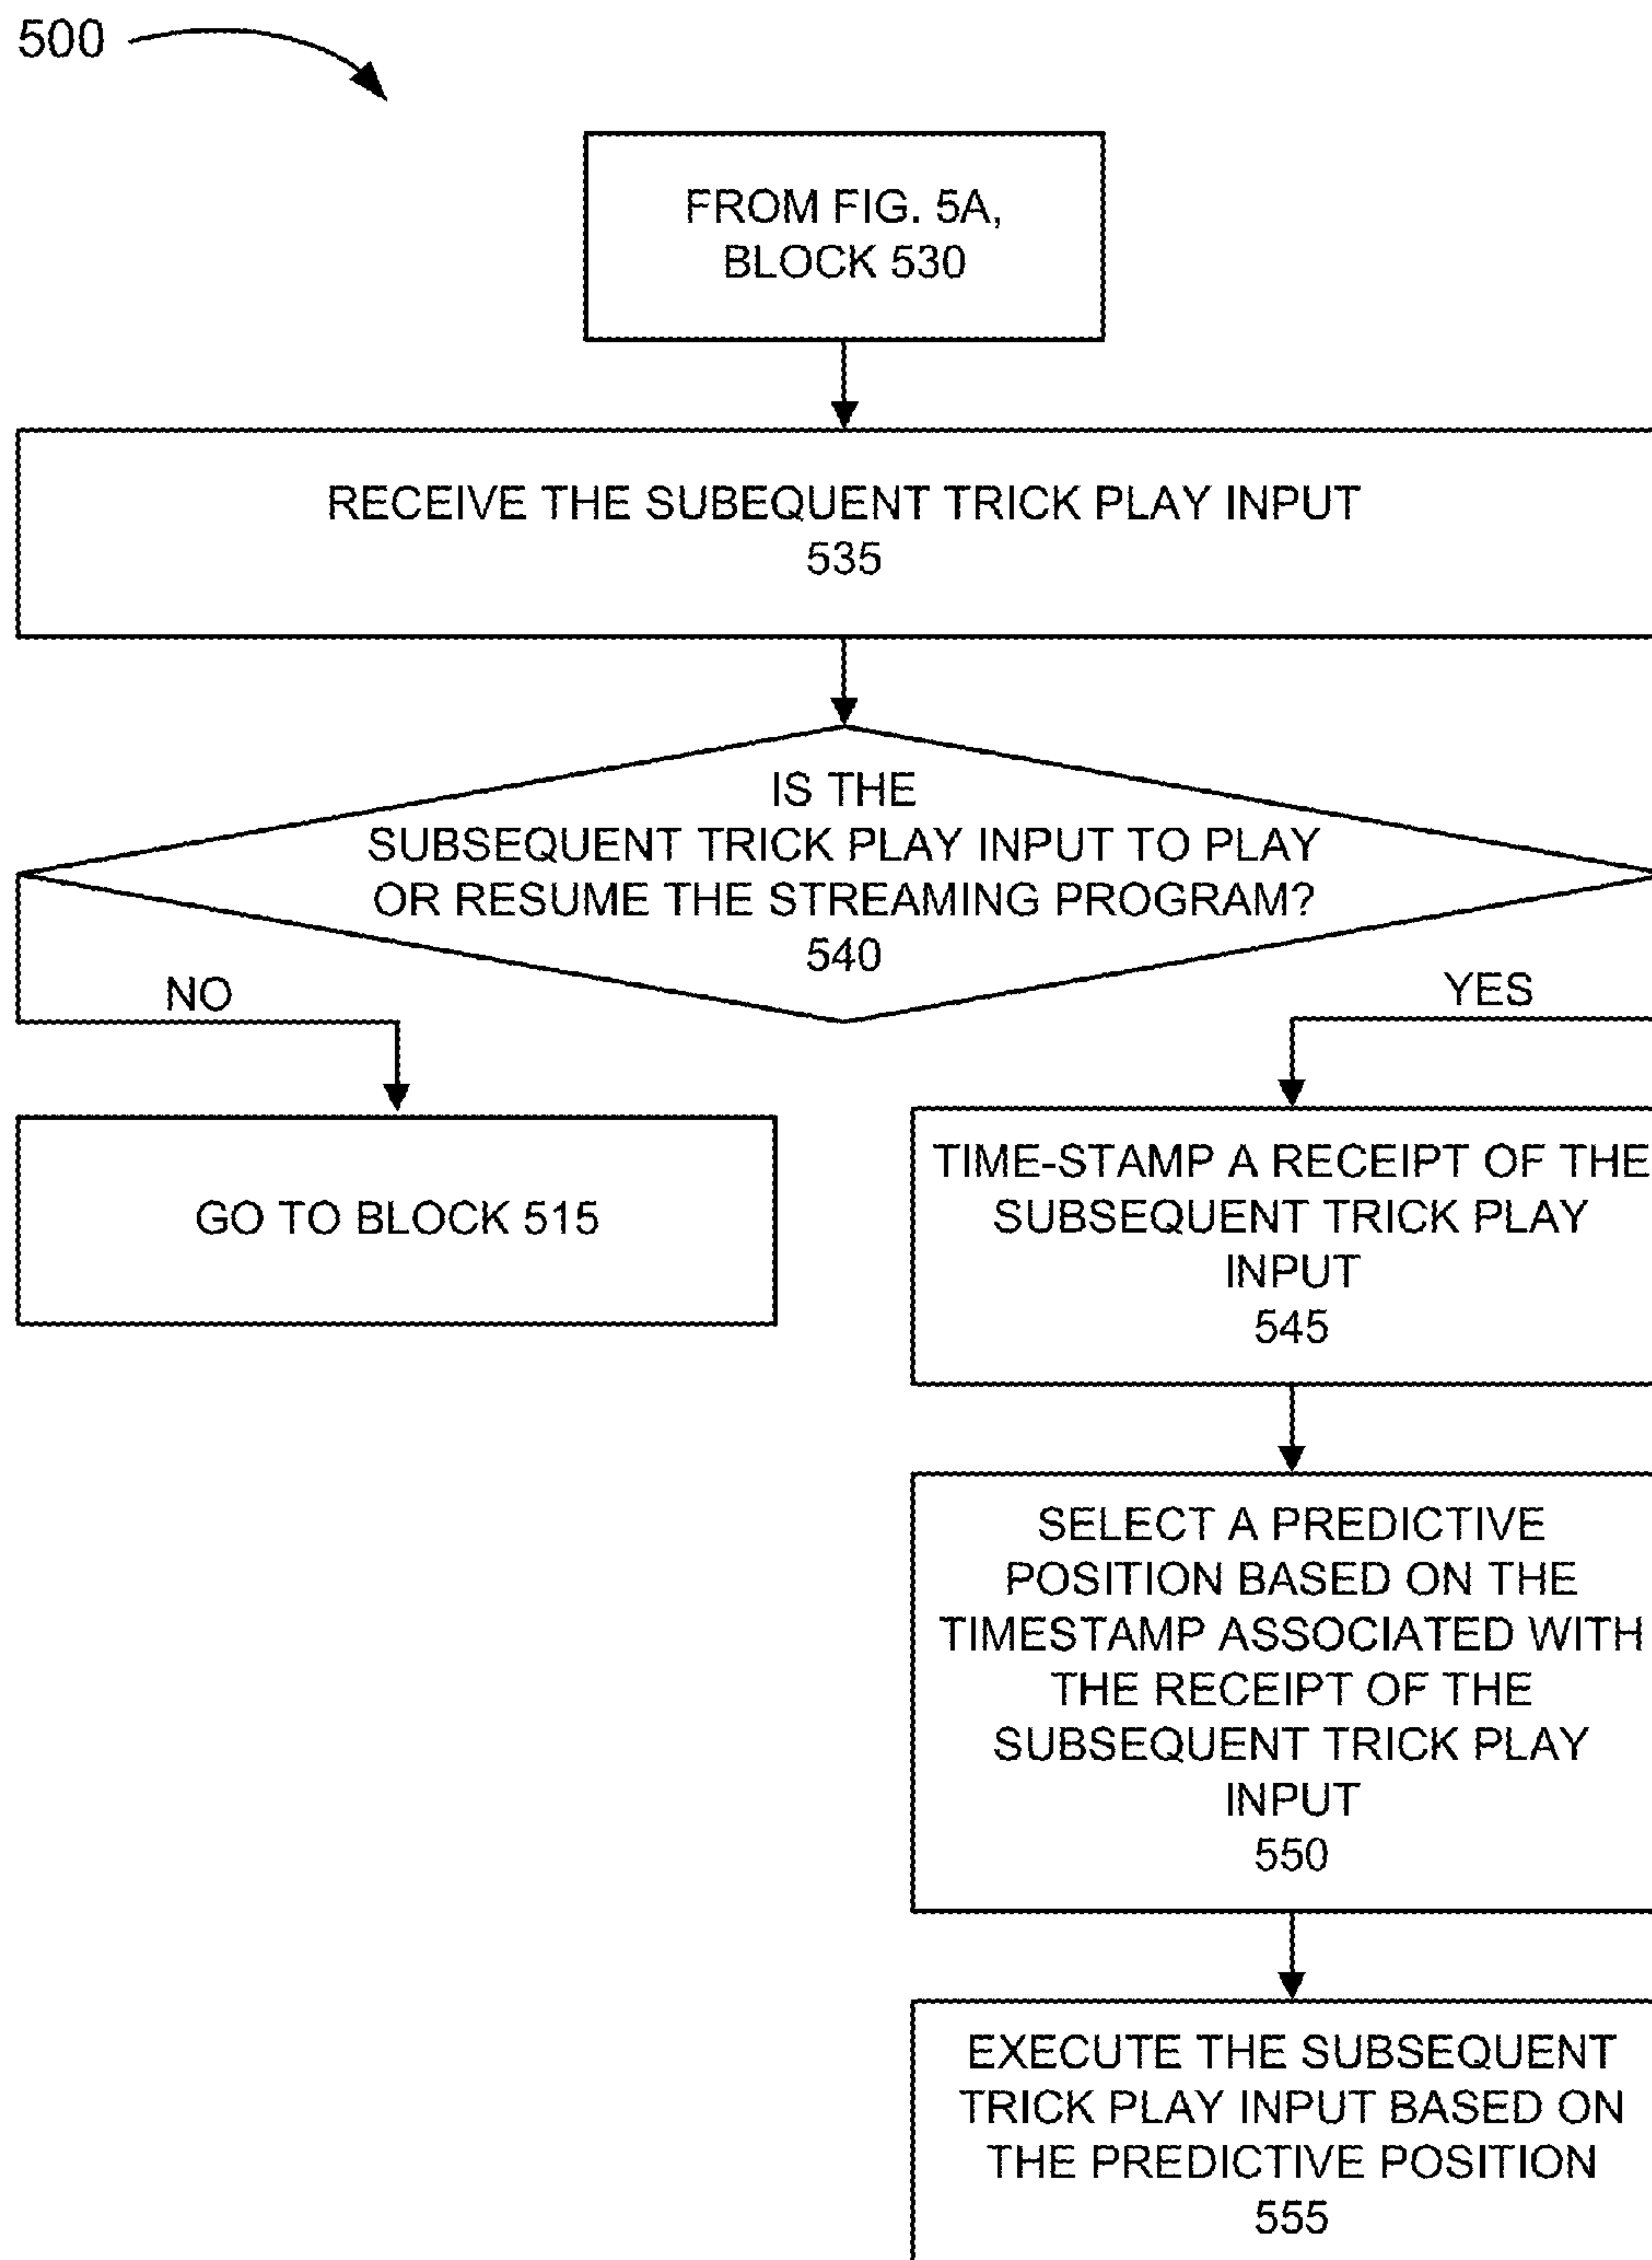 500
FROM FIG. 5A,
BLOCK 530
RECEIVE THE SUBEQUENT TRICK PLAY INPUT
535
IS THE
SUBSEQUENT TRICK PLAY INPUT TO PLAY
OR RESUME THE STREAMING PROGRAM?
540
NO
YES
GO TO BLOCK 515
TIME-STAMP A RECEIPT OF THE
SUBSEQUENT TRICK PLAY
INPUT
545
SELECT A PREDICTIVE
POSITION BASED ON THE
TIMESTAMP ASSOCIATED WITH
THE RECEIPT OF THE
SUBSEQUENT TRICK PLAY
INPUT
550
EXECUTE THE SUBSEQUENT
TRICK PLAY INPUT BASED ON
THE PREDICTIVE POSITION
555